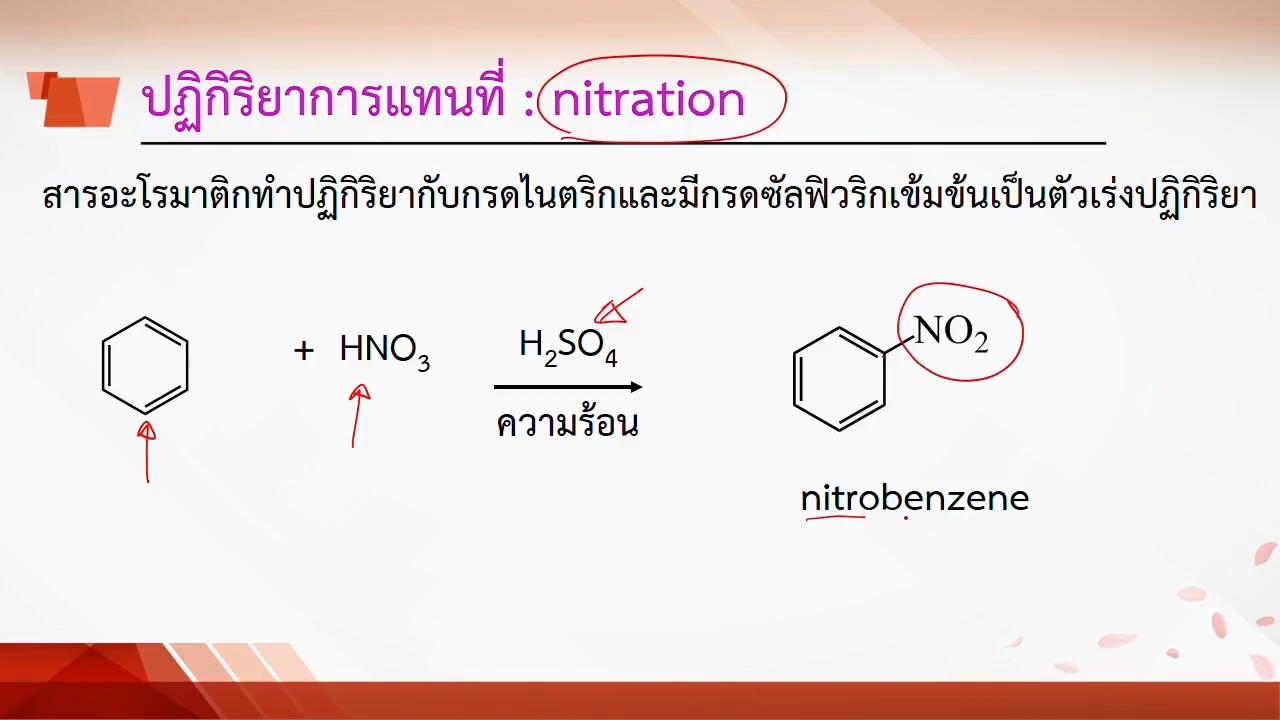 ปฏิกิริยาการแทนที่ : nitration
สารอะโรมาติกทำปฏิกิริยากับกรดไนตริกและมีกรดซัลฟิวริกเข้มข้นเป็นตัวเร่งปฏิกิริยา
+ HNO₃
H₂SO₄
ความร้อน
NO₂
nitrobenzene